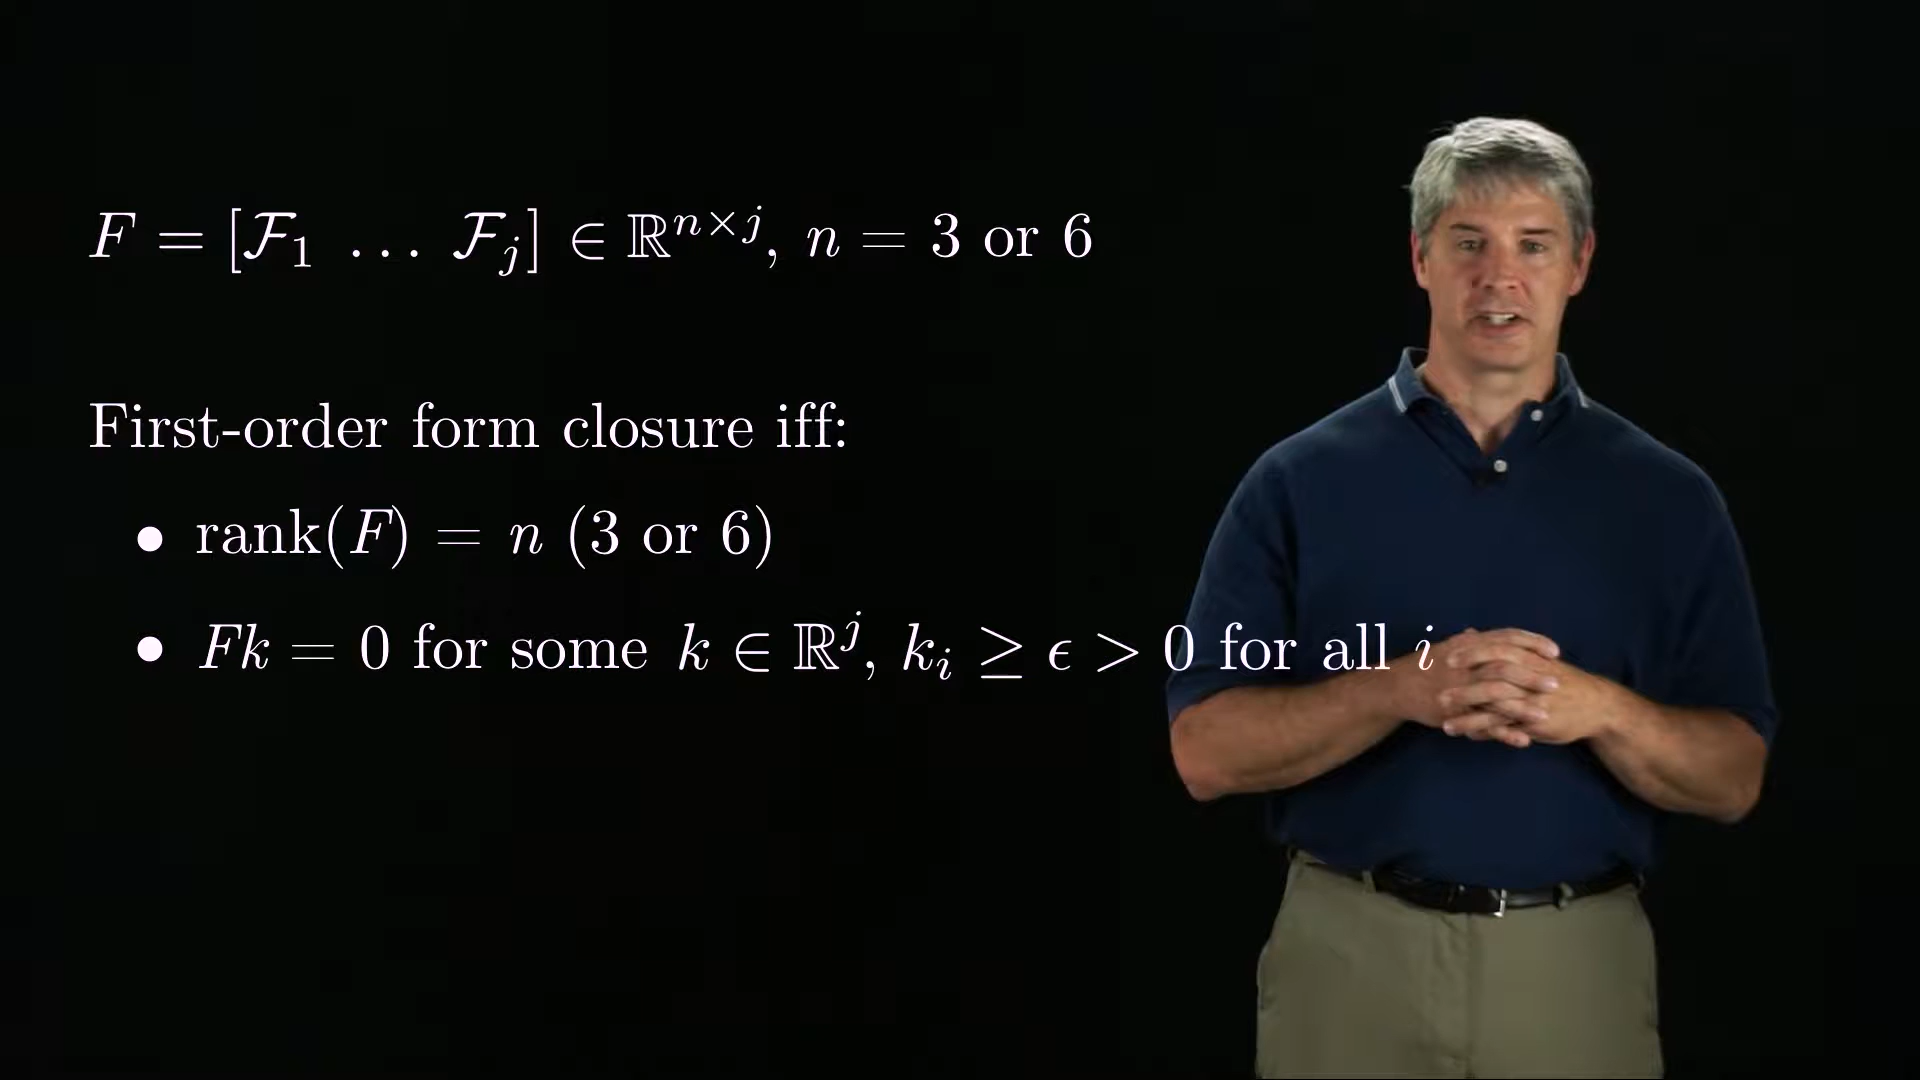 F = [ℱ₁ … ℱⱼ] ∈ ℝⁿˣʲ, n = 3 or 6
First-order form closure iff:
• rank(F) = n (3 or 6)
• Fk = 0 for some k ∈ ℝʲ, kᵢ ≥ ϵ > 0 for all i